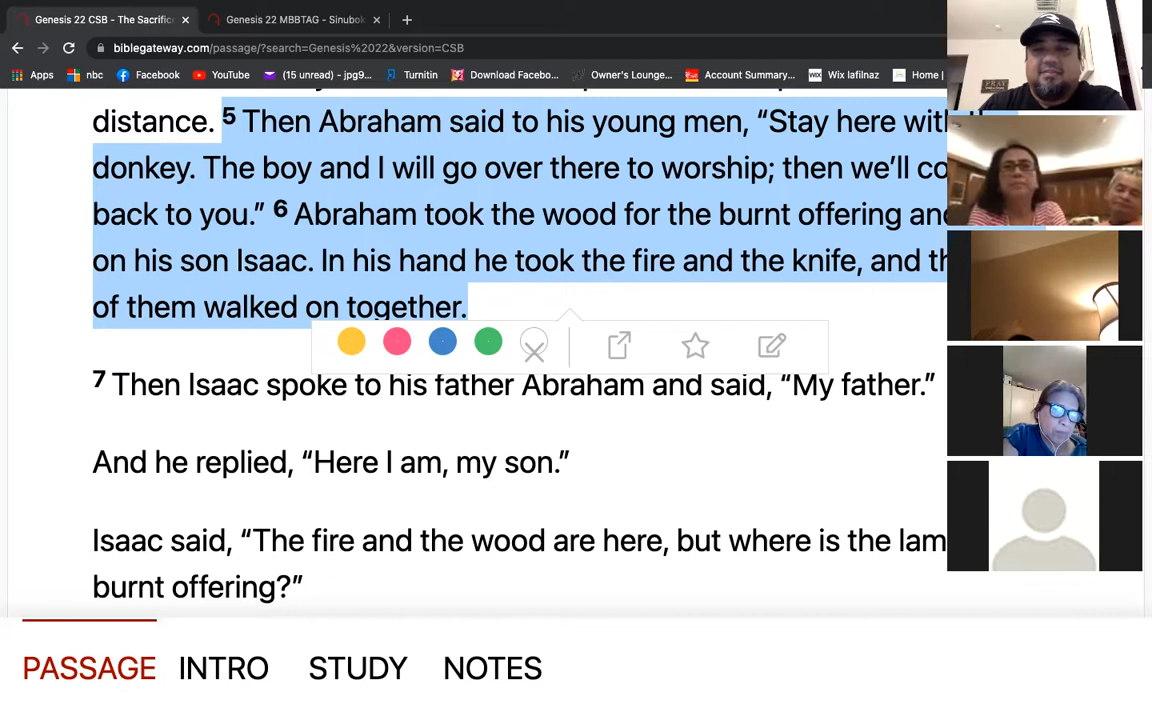 Genesis 22 CSB - The Sacrifice
Genesis 22 MBBTAG - Sinubok
biblegateway.com/passage/?search=Genesis%2022&version=CSB
Apps
nbc
Facebook
YouTube
(15 unread) - jpg9...
Turnitin
Download Facebo...
Owner's Lounge...
Account Summary...
Wix lafilnaz
Home |
PRAY
distance. 5 Then Abraham said to his young men, “Stay here with
donkey. The boy and I will go over there to worship; then we’ll co
back to you.” 6 Abraham took the wood for the burnt offering and
on his son Isaac. In his hand he took the fire and the knife, and th
of them walked on together.
7 Then Isaac spoke to his father Abraham and said, “My father.”
And he replied, “Here I am, my son.”
Isaac said, “The fire and the wood are here, but where is the lam
burnt offering?”
PASSAGE
INTRO
STUDY
NOTES